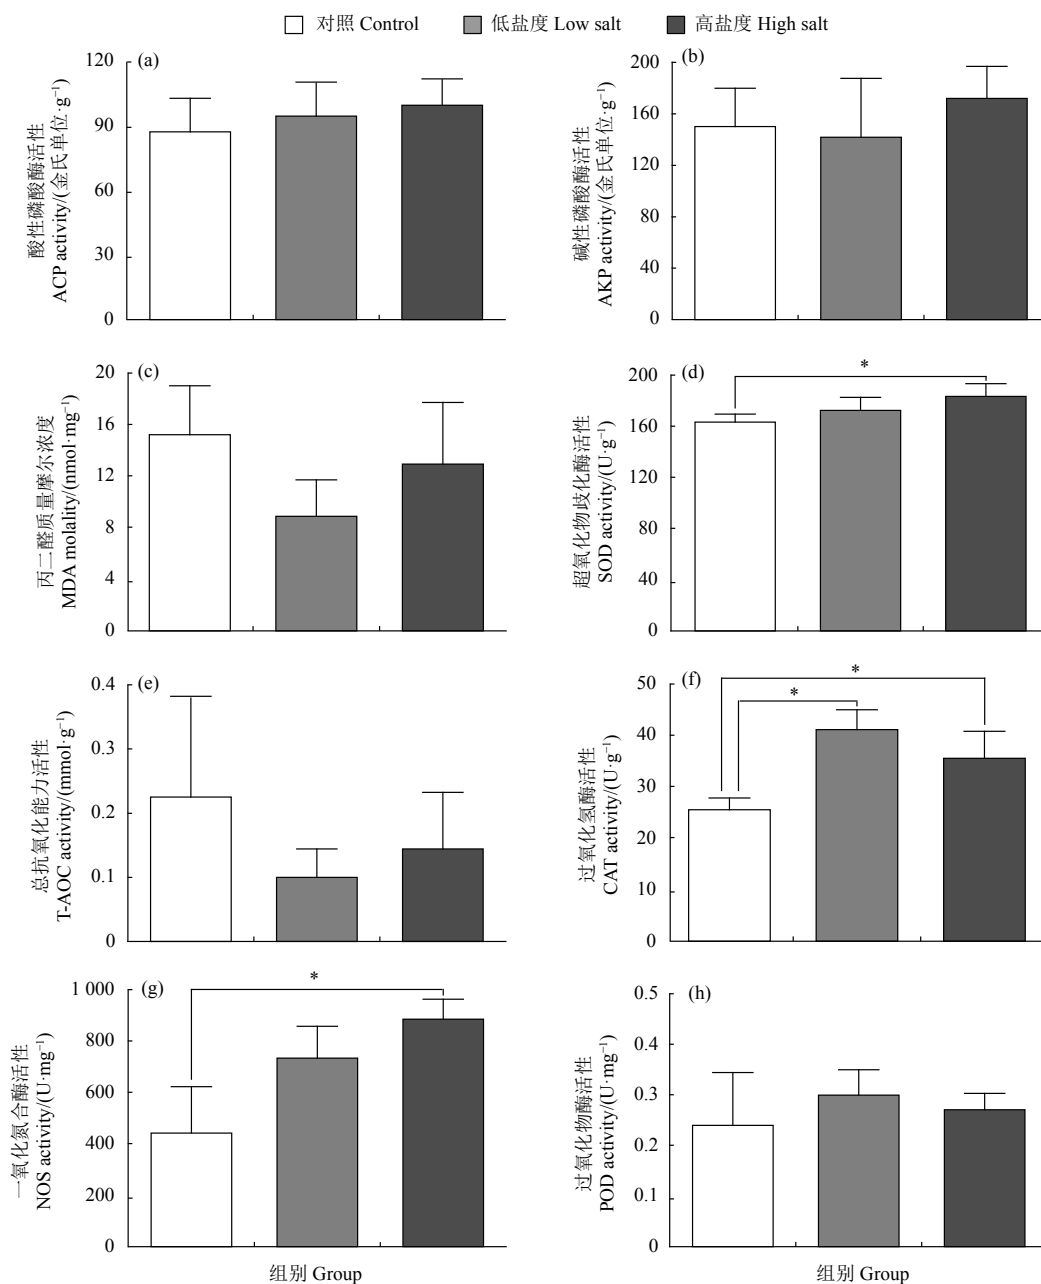 对照 Control 低盐度 Low salt 高盐度 High salt
(a)
酸性磷酸酶活性
ACP activity/(金氏单位·g⁻¹)
120
90
60
30
0
(b)
碱性磷酸酶活性
AKP activity/(金氏单位·g⁻¹)
200
160
120
80
40
0
(c)
丙二醛质量摩尔浓度
MDA molality/(nmol·mg⁻¹)
20
16
12
8
4
0
(d)
超氧化物歧化酶活性
SOD activity/(U·g⁻¹)
200
160
120
80
40
0
*
(e)
总抗氧化能力活性
T-AOC activity/(mmol·g⁻¹)
0.4
0.3
0.2
0.1
0
(f)
过氧化氢酶活性
CAT activity/(U·g⁻¹)
50
40
30
20
10
0
*
*
(g)
一氧化氮合酶活性
NOS activity/(U·mg⁻¹)
1 000
800
600
400
200
0
*
组别 Group
(h)
过氧化物酶活性
POD activity/(U·mg⁻¹)
0.5
0.4
0.3
0.2
0.1
0
组别 Group